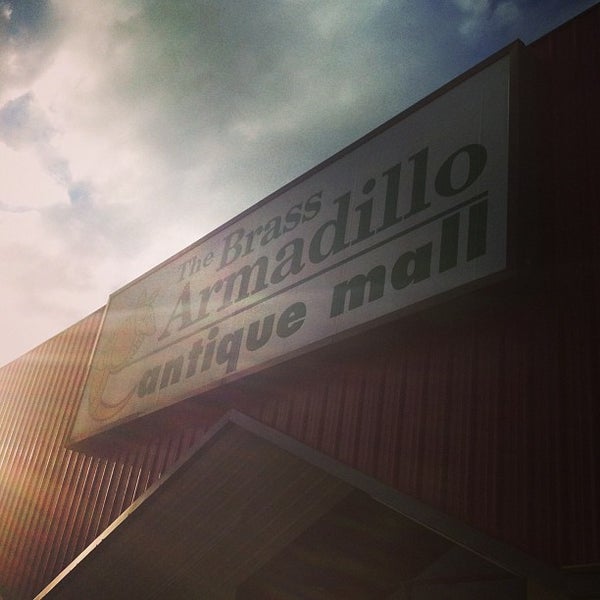 The Brass
Armadillo
antique mall